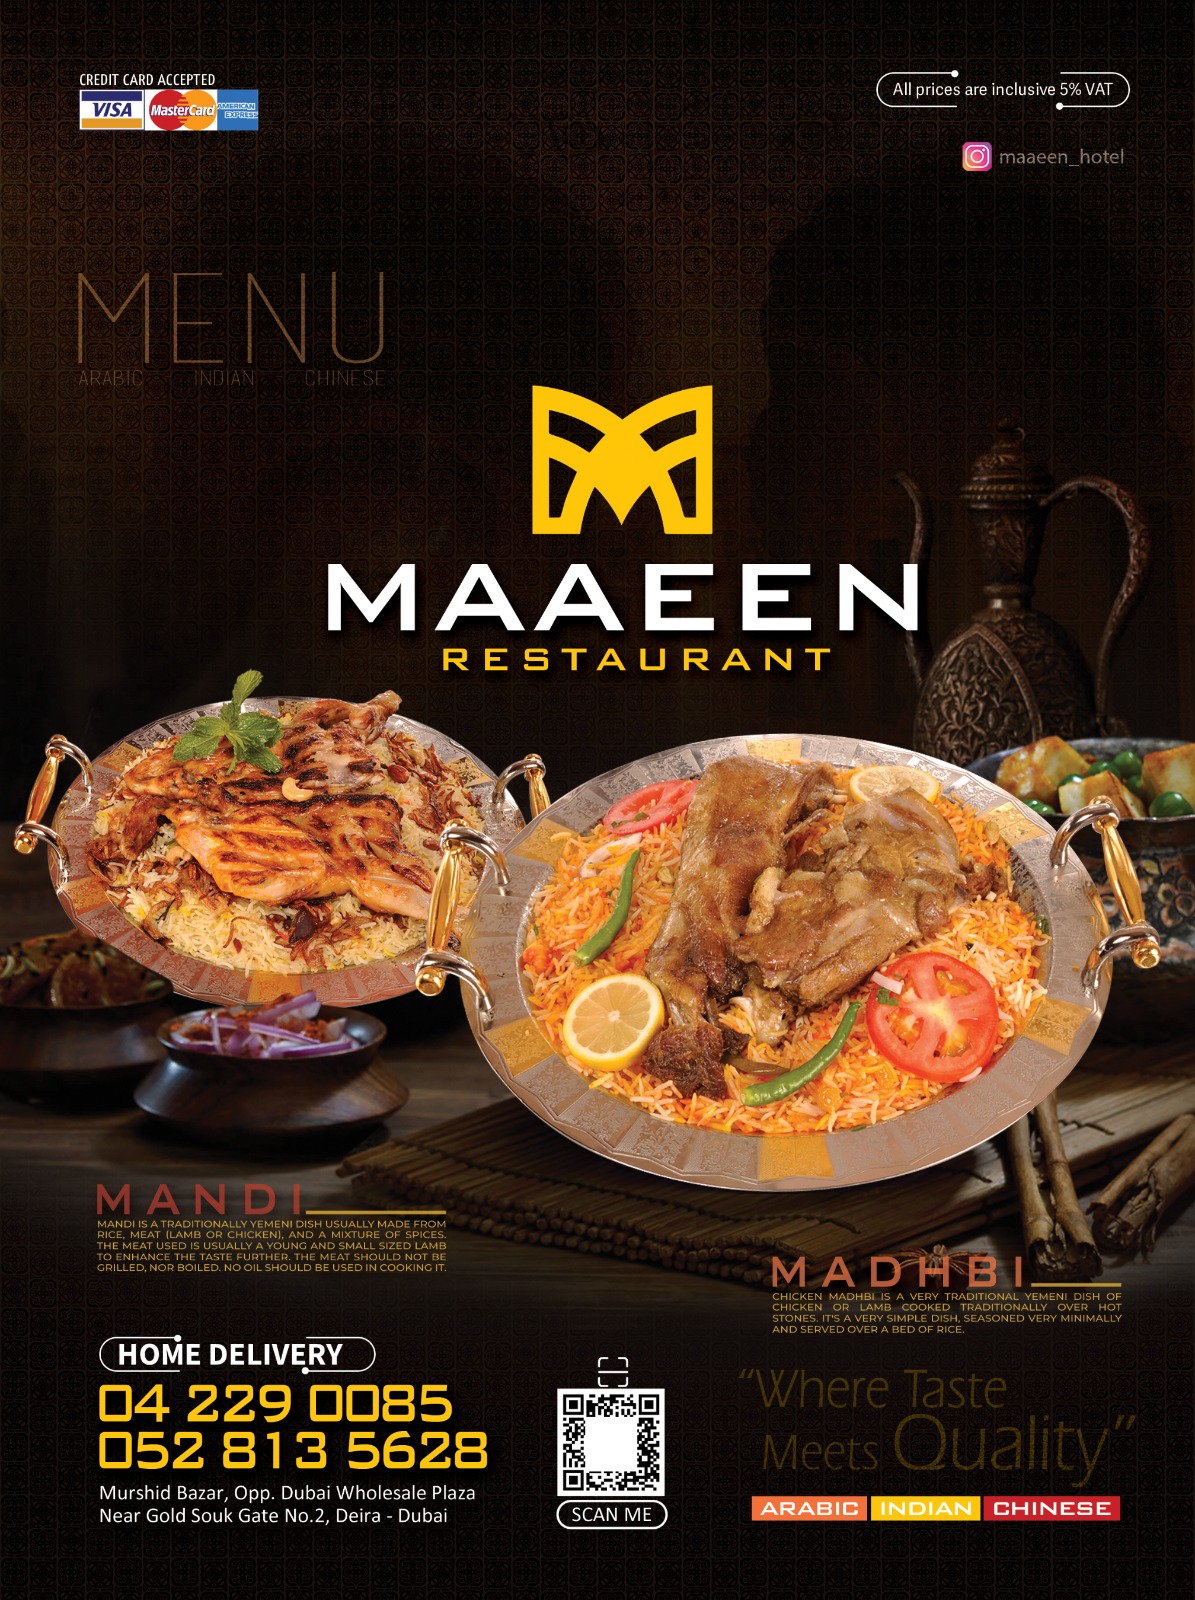 CREDIT CARD ACCEPTED
VISA MasterCard AMERICAN EXPRESS
All prices are inclusive 5% VAT
maaeen_hotel
MENU
ARABIC INDIAN CHINESE
MAAEEN
RESTAURANT
MANDI
MANDI IS A TRADITIONALLY YEMENI DISH USUALLY MADE FROM
RICE, MEAT (LAMB OR CHICKEN), AND A MIXTURE OF SPICES.
THE MEAT USED IS USUALLY A YOUNG AND SMALL SIZED LAMB
TO ENHANCE THE TASTE FURTHER. THE MEAT SHOULD NOT BE
GRILLED, NOR BOILED. NO OIL SHOULD BE USED IN COOKING IT.
MADHBI
CHICKEN MADHBI IS A VERY TRADITIONAL YEMENI DISH OF
CHICKEN OR LAMB COOKED TRADITIONALLY OVER HOT
STONES. IT'S A VERY SIMPLE DISH, SEASONED VERY MINIMALLY
AND SERVED OVER A BED OF RICE.
HOME DELIVERY
04 229 0085
052 813 5628
Murshid Bazar, Opp. Dubai Wholesale Plaza
Near Gold Souk Gate No.2, Deira - Dubai
SCAN ME
“Where Taste
Meets Quality”
ARABIC INDIAN CHINESE